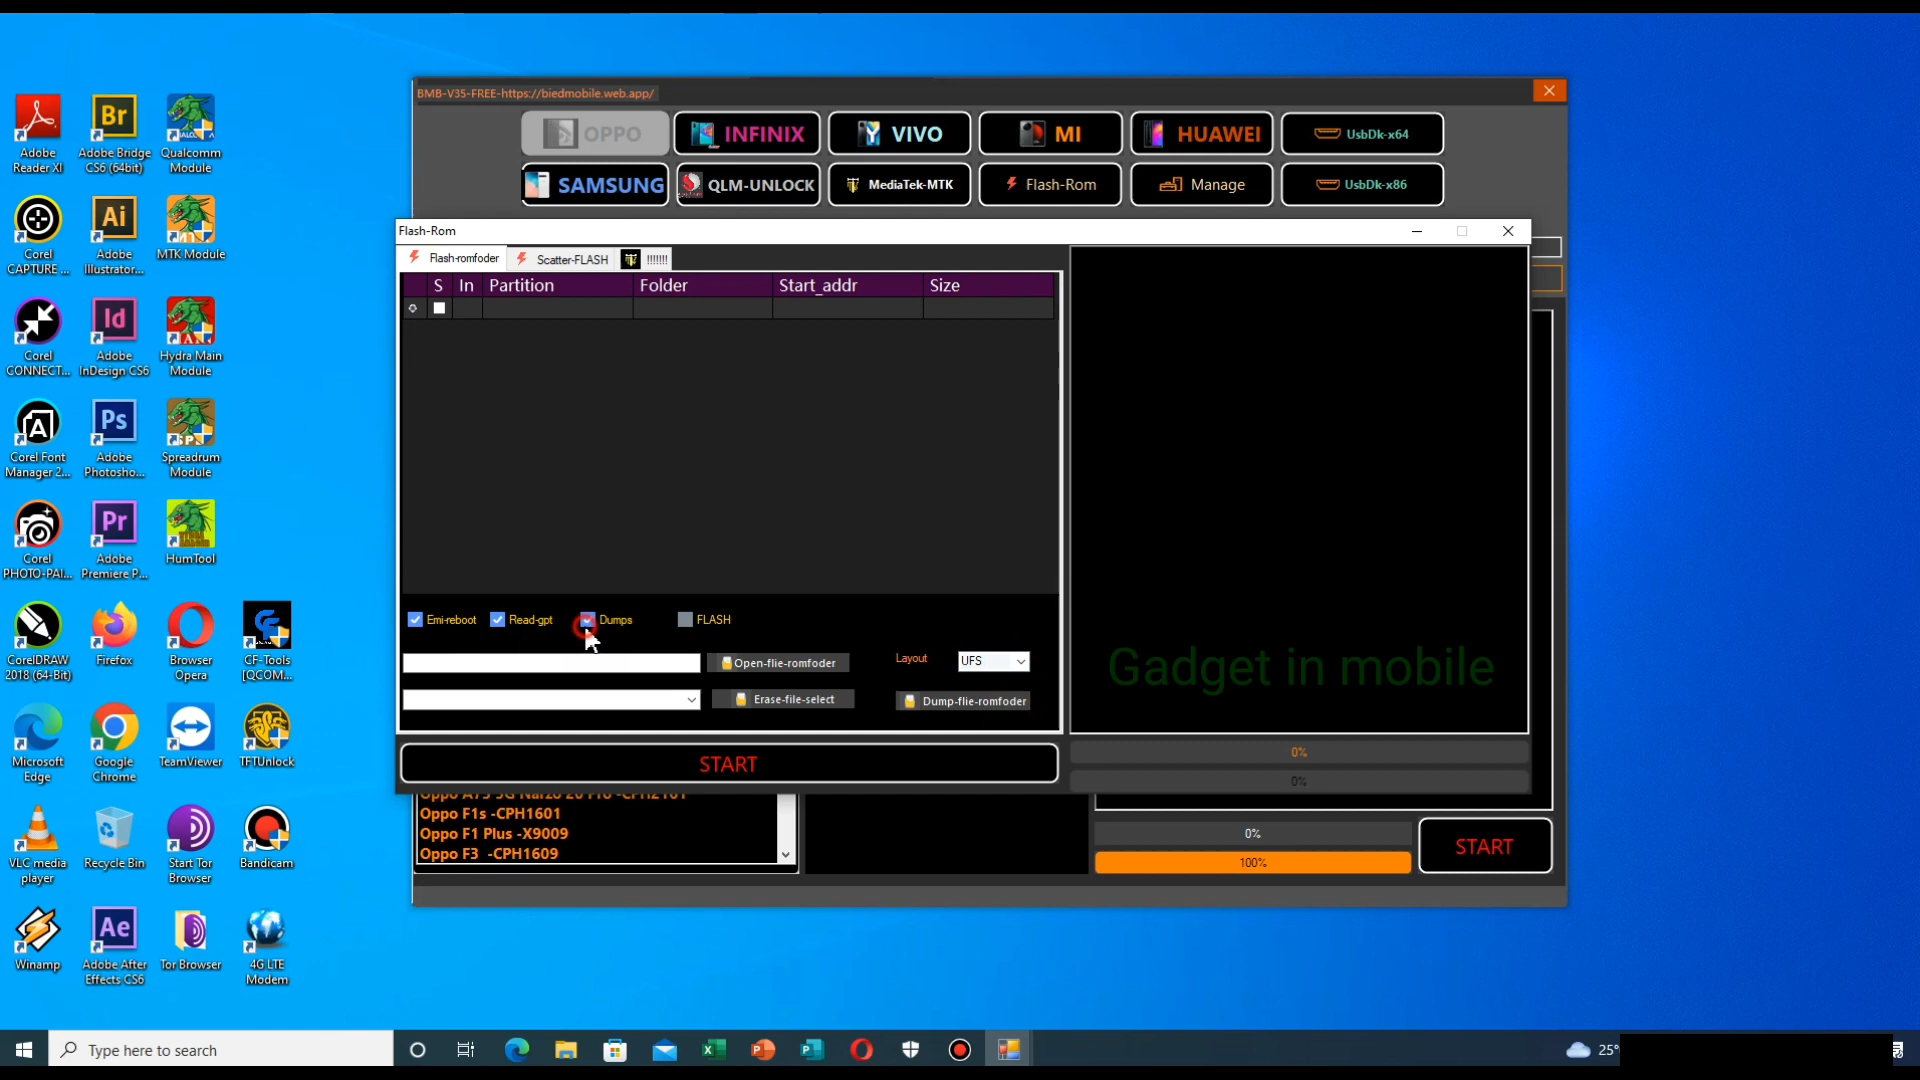 BMB-V35-FREE-https://biedmobile.web.app/
OPPO
INFINIX
VIVO
MI
HUAWEI
UsbDk-x64
SAMSUNG
QLM-UNLOCK
MediaTek-MTK
Flash-Rom
Manage
UsbDk-x86
Flash-Rom
Flash-romfoder
Scatter-FLASH
!!!!!!!
S In Partition Folder Start_addr Size
Emi-reboot
Read-gpt
Dumps
FLASH
Open-flie-romfoder
Layout
UFS
Erase-file-select
Dump-flie-romfoder
START
Gadget in mobile
0%
0%
Oppo F1s -CPH1601
Oppo F1 Plus -X9009
Oppo F3 -CPH1609
0%
100%
START
Adobe
Reader XI
Br
Adobe Bridge
CS6 (64bit)
Qualcomm
Module
Corel
CAPTURE ...
Ai
Adobe
Illustrator...
MTK Module
Corel
CONNECT...
Id
Adobe
InDesign CS6
Hydra Main
Module
Corel Font
Manager 2...
Ps
Adobe
Photosho...
Spreadrum
Module
Corel
PHOTO-PAI...
Pr
Adobe
Premiere P...
HumTool
CorelDRAW
2018 (64-Bit)
Firefox
Browser
Opera
CF-Tools
[QCOM...
Microsoft
Edge
Google
Chrome
TeamViewer
TFTUnlock
VLC media
player
Recycle Bin
Start Tor
Browser
Bandicam
Winamp
Ae
Adobe After
Effects CS6
Tor Browser
4G LTE
Modem
Type here to search
25°